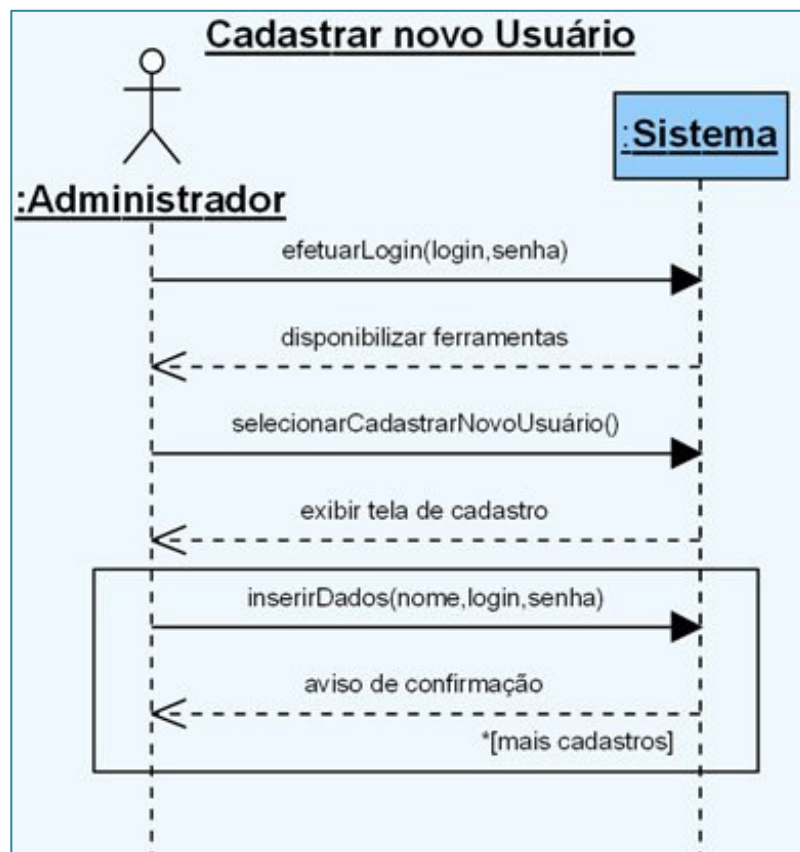 Cadastrar novo Usuário
:Sistema
:Administrador
efetuarLogin(login,senha)
disponibilizar ferramentas
selecionarCadastrarNovoUsuário()
exibir tela de cadastro
inserirDados(nome,login,senha)
aviso de confirmação
*[mais cadastros]